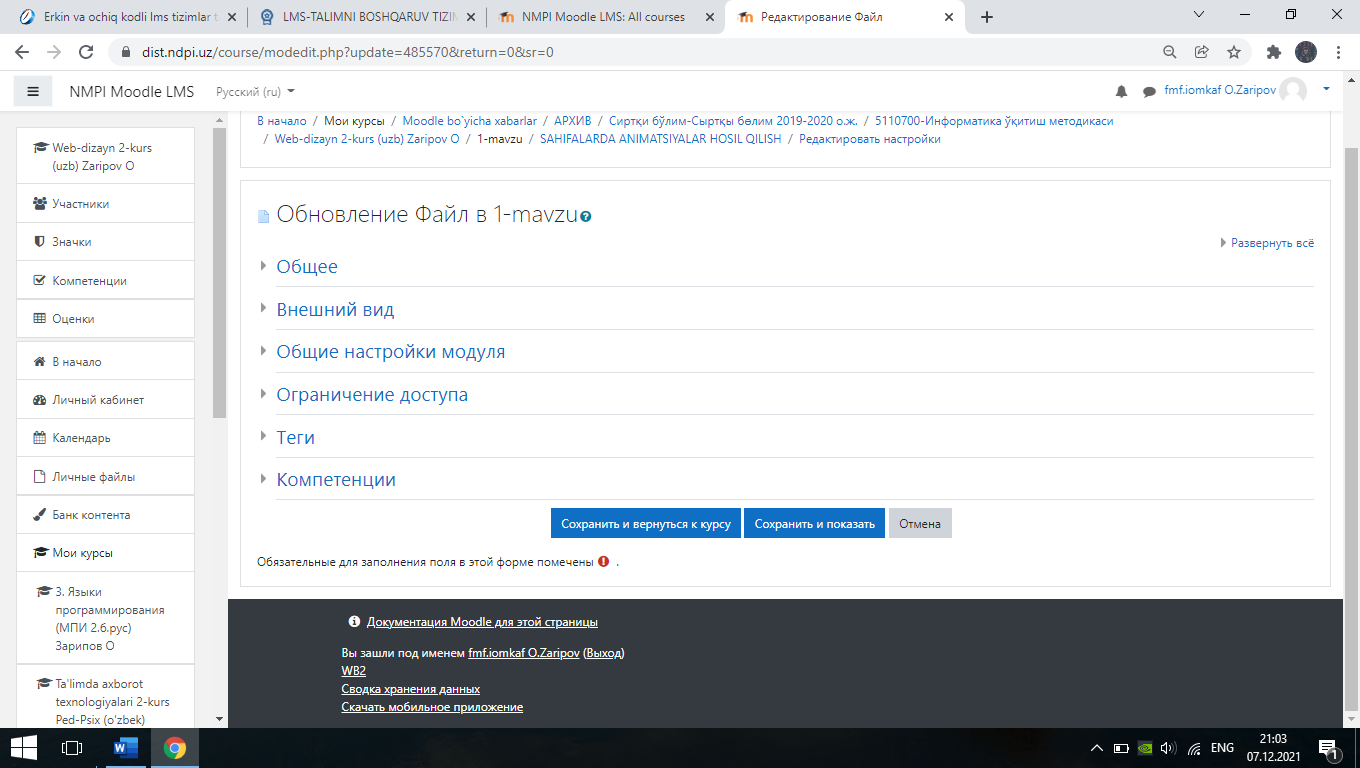 Erkin va ochiq kodli lms tizimlar t
LMS-TALIMNI BOSHQARUV TIZIM
NMPI Moodle LMS: All courses
Редактирование Файл
dist.ndpi.uz/course/modedit.php?update=485570&return=0&sr=0
NMPI Moodle LMS
Русский (ru)
fmf.iomkaf O.Zaripov
В начало / Мои курсы / Moodle bo`yicha xabarlar / АРХИВ / Сиртқи бўлим-Сыртқы бөлим 2019-2020 о.ж. / 5110700-Информатика ўқитиш методикаси
/ Web-dizayn 2-kurs (uzb) Zaripov O / 1-mavzu / SAHIFALARDA ANIMATSIYALAR HOSIL QILISH / Редактировать настройки
Web-dizayn 2-kurs
(uzb) Zaripov O
Участники
Значки
Компетенции
Оценки
В начало
Личный кабинет
Календарь
Личные файлы
Банк контента
Мои курсы
3. Языки
программирования
(МПИ 2.6.рус)
Зарипов О
Ta'limda axborot
texnologiyalari 2-kurs
Ped-Psix (o'zbek)
Обновление Файл в 1-mavzu
Развернуть всё
Общее
Внешний вид
Общие настройки модуля
Ограничение доступа
Теги
Компетенции
Сохранить и вернуться к курсу
Сохранить и показать
Отмена
Обязательные для заполнения поля в этой форме помечены .
Документация Moodle для этой страницы
Вы зашли под именем fmf.iomkaf O.Zaripov (Выход)
WB2
Сводка хранения данных
Скачать мобильное приложение
ENG
21:03
07.12.2021
1